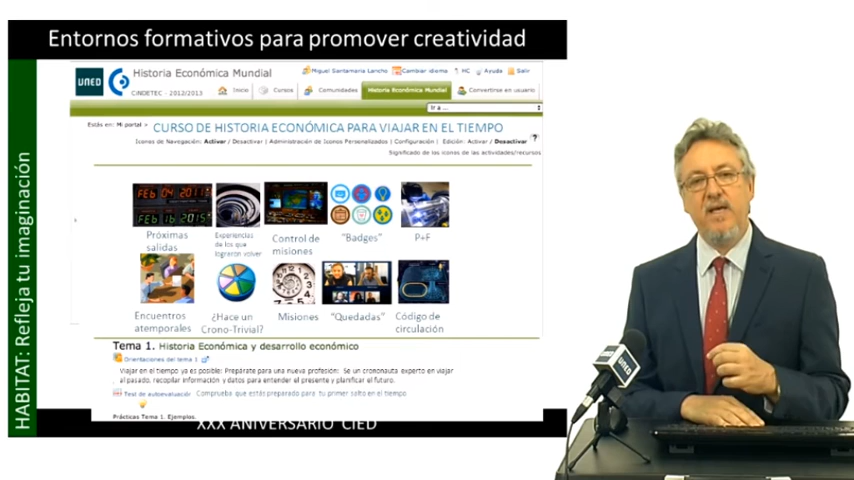 Entornos formativos para promover creatividad
HABITAT: Refleja tu imaginación
UNED
Historia Económica Mundial
CINDETEC - 2012/2013
Miguel Santamaría Lancho Cambiar idioma HC Ayuda Salir
Inicio Cursos Comunidades Historia Económica Mundial Convertirse en usuario
Ir a ...
Estás en: Mi portal >
CURSO DE HISTORIA ECONÓMICA PARA VIAJAR EN EL TIEMPO
Iconos de Navegación: Activar / Desactivar | Administración de Iconos Personalizados | Configuración | Edición: Activar / Desactivar
Significado de los iconos de las actividades/recursos
FEB 04 2011
FEB 16 2015
Próximas salidas
Experiencias de los que lograron volver
Control de misiones
"Badges"
P+F
Encuentros atemporales
¿Hace un Crono-Trivial?
Misiones
"Quedadas"
Código de circulación
Tema 1. Historia Económica y desarrollo económico
Orientaciones del tema 1
Viajar en el tiempo ya es posible: Prepárate para una nueva profesión: Se un crononauta experto en viajar
al pasado, recopilar información y datos para entender el presente y planificar el futuro.
Test de autoevaluación Comprueba que estás preparado para tu primer salto en el tiempo
Prácticas Tema 1. Ejemplos.
XXX ANIVERSARIO CIED
UNED